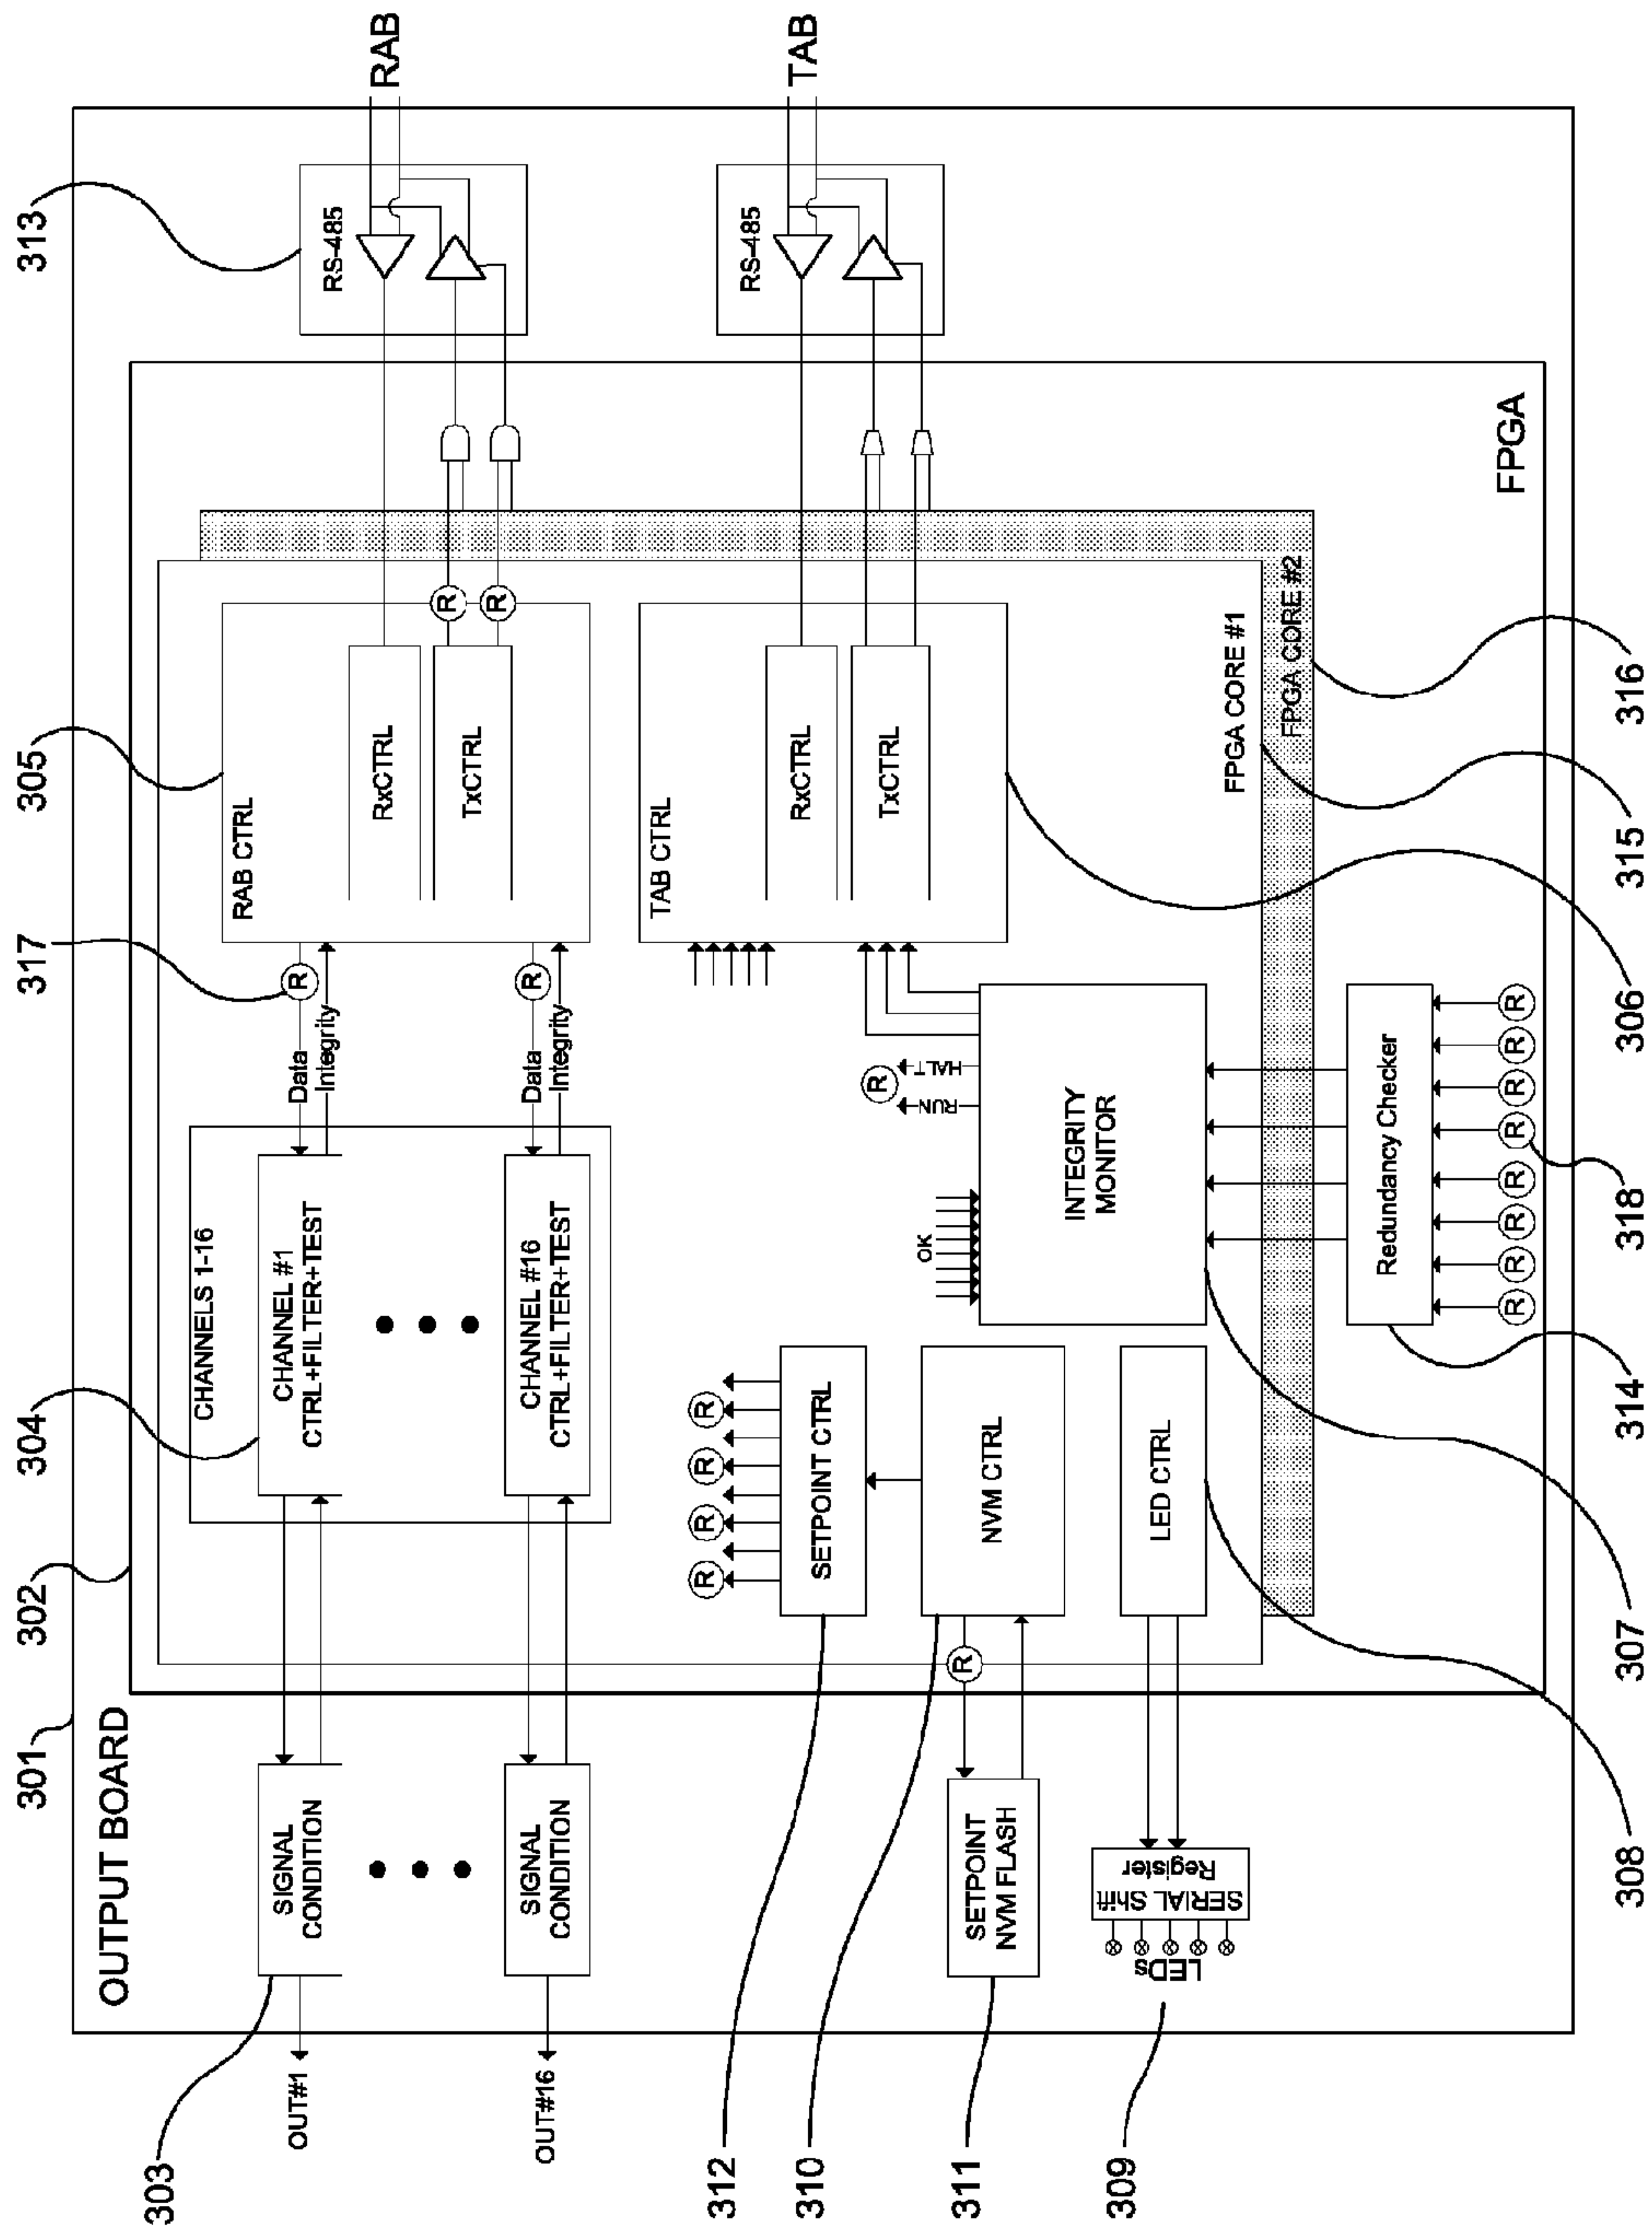 OUTPUT BOARD
301
302
304
317
305
313
CHANNELS 1-16
RAB CTRL
RS-485
RAB
303
OUT#1
SIGNAL
CONDITION
CHANNEL #1
CTRL+FILTER+TEST
Data
R
Integrity
RxCTRL
R
TxCTRL
R
OUT#16
SIGNAL
CONDITION
CHANNEL #16
CTRL+FILTER+TEST
Data
R
Integrity
TAB CTRL
RS-485
TAB
R
R
R
R
SETPOINT CTRL
RxCTRL
TxCTRL
R
RUN
HALT
OK
312
310
311
309
R
SETPOINT
NVM FLASH
NVM CTRL
INTEGRITY
MONITOR
LEDs
SERIAL Shift
Register
LED CTRL
FPGA CORE #1
FPGA CORE #2
Redundancy Checker
R
R
R
R
R
R
R
R
FPGA
308
307
314
318
306
315
316